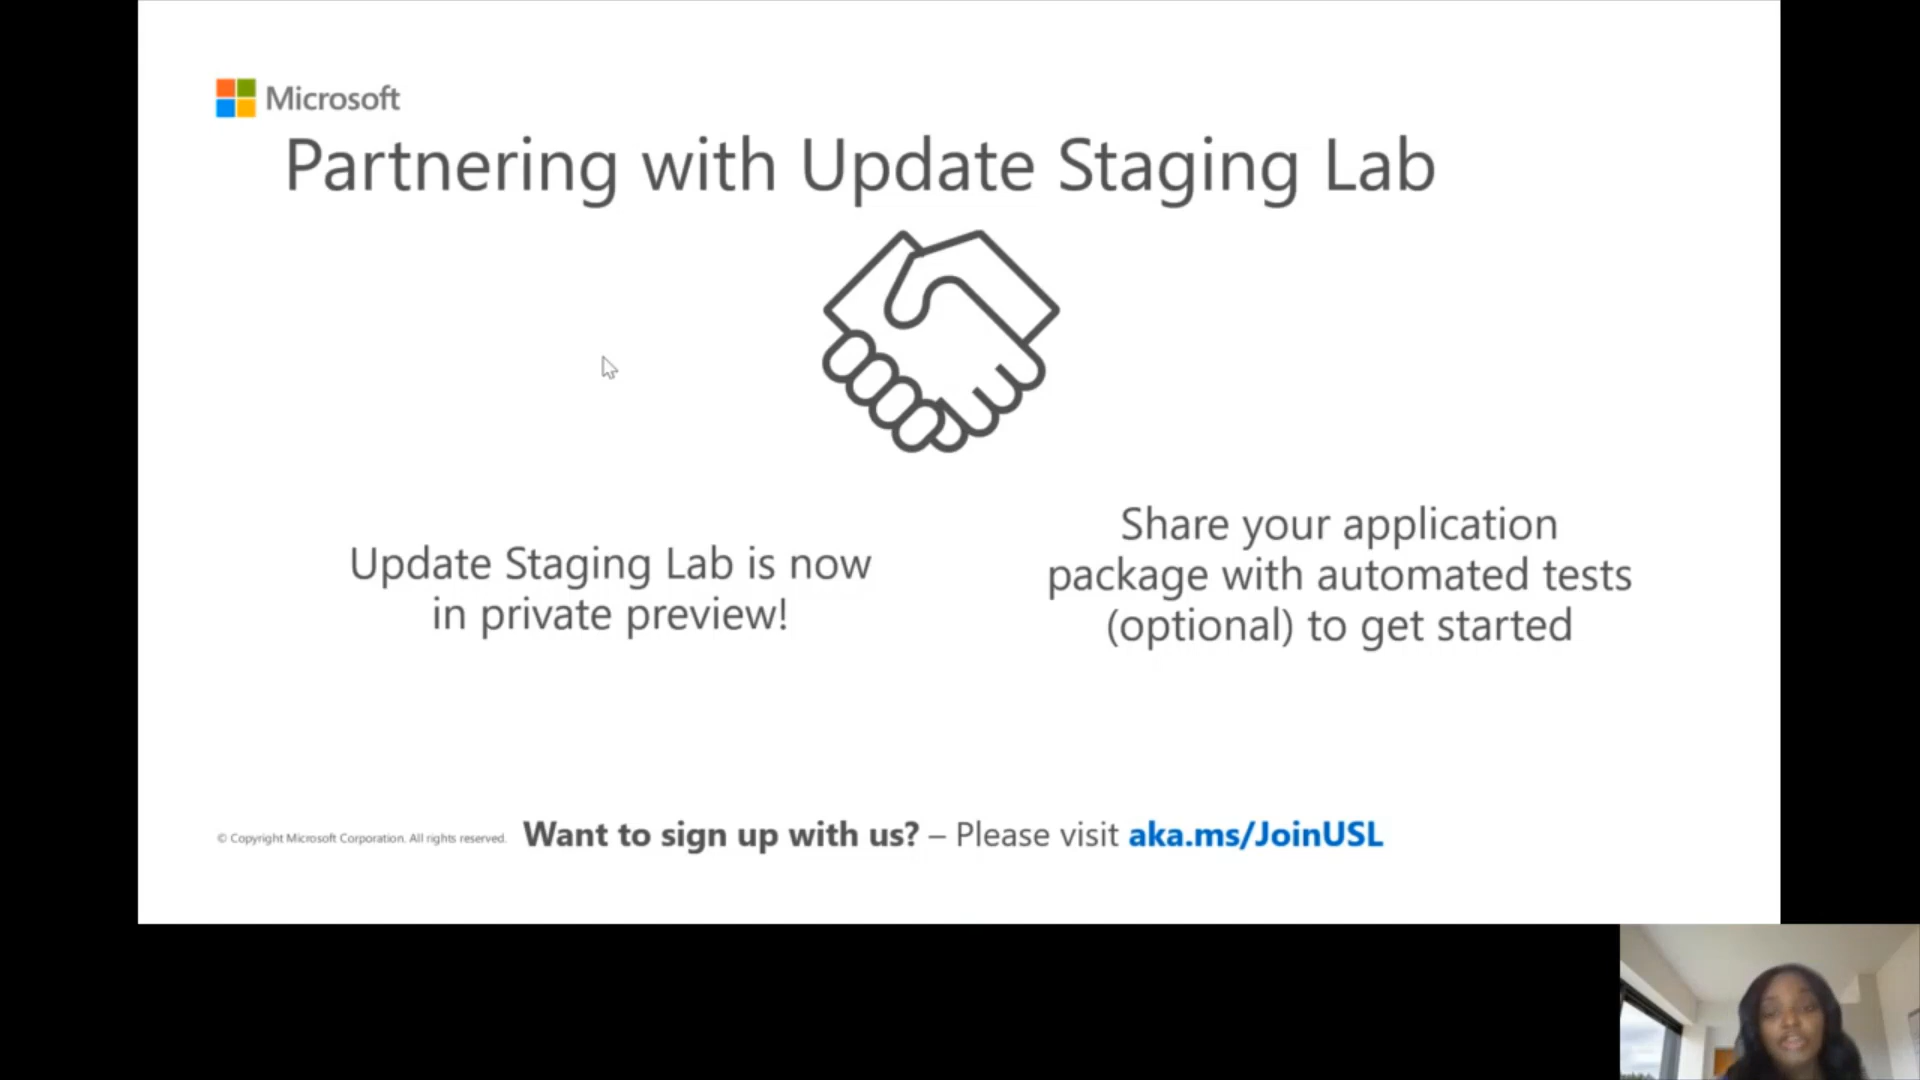 Microsoft
Partnering with Update Staging Lab
Update Staging Lab is now
in private preview!
Share your application
package with automated tests
(optional) to get started
© Copyright Microsoft Corporation. All rights reserved.
Want to sign up with us? – Please visit aka.ms/JoinUSL